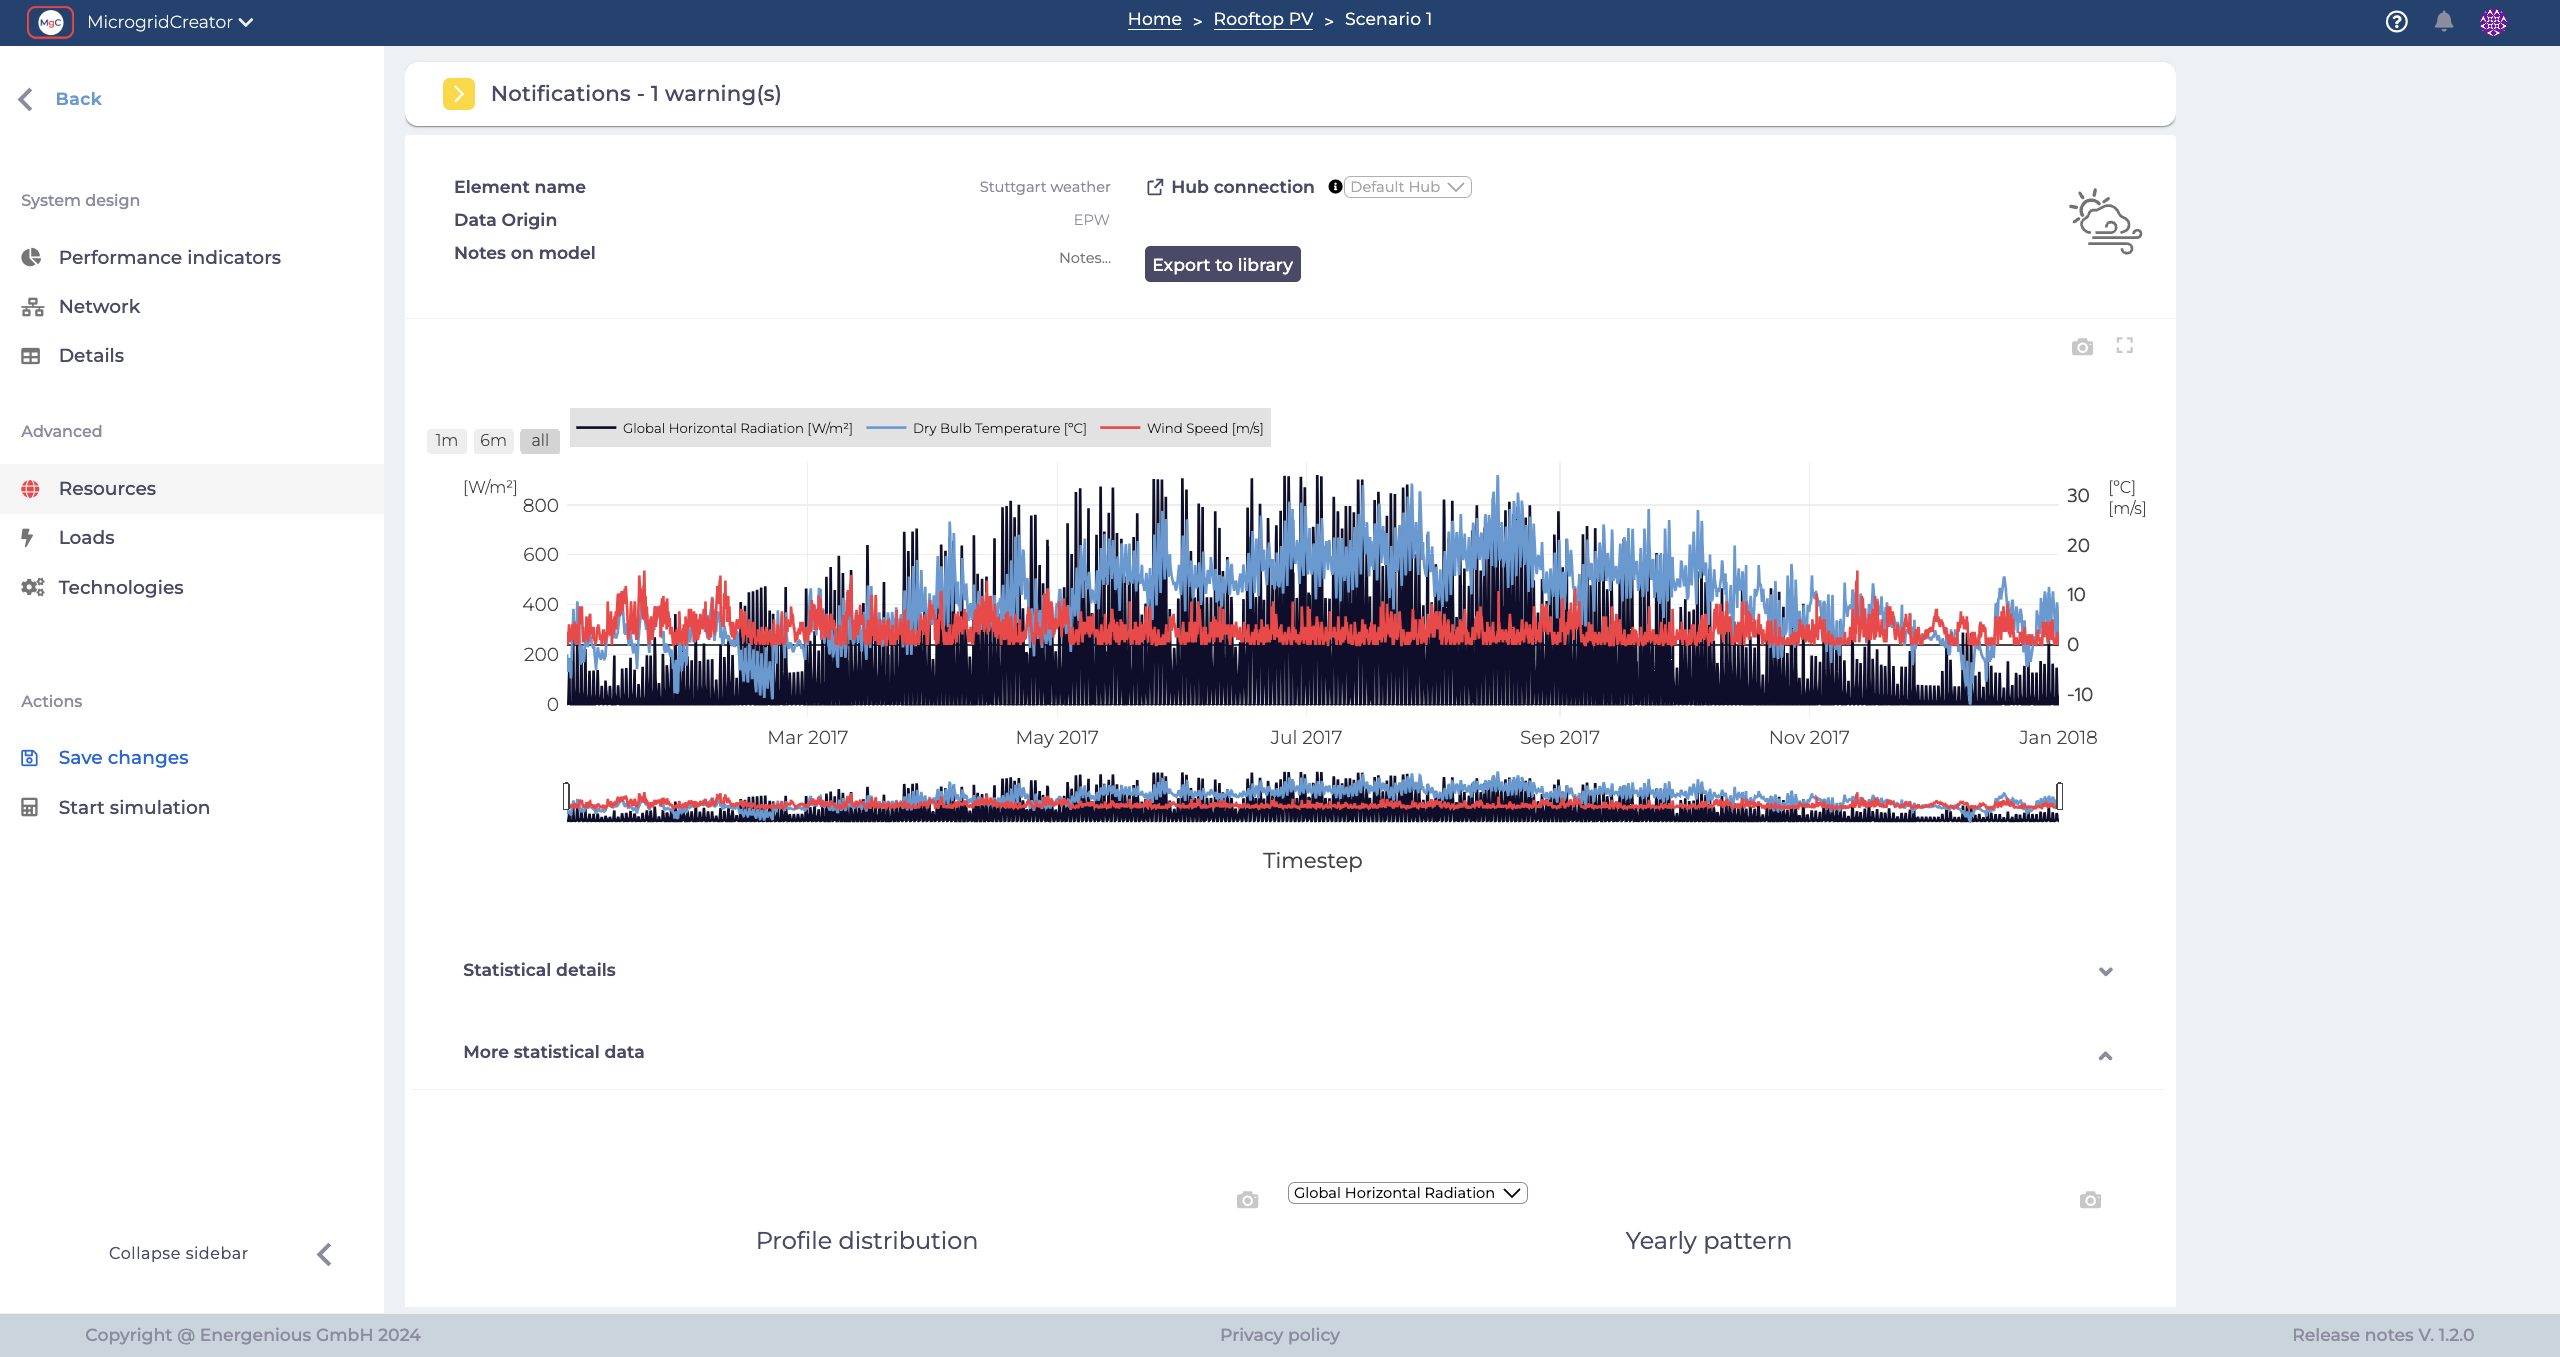 MgC MicrogridCreator
Home > Rooftop PV > Scenario 1
Back
System design
Performance indicators
Network
Details
Advanced
Resources
Loads
Technologies
Actions
Save changes
Start simulation
Collapse sidebar
Notifications - 1 warning(s)
Element name
Stuttgart weather
Hub connection
Default Hub
Data Origin
EPW
Notes on model
Notes...
Export to library
1m 6m all
Global Horizontal Radiation [W/m²] Dry Bulb Temperature [°C] Wind Speed [m/s]
[W/m²]
800
600
400
200
0
[°C]
[m/s]
30
20
10
0
-10
Mar 2017 May 2017 Jul 2017 Sep 2017 Nov 2017 Jan 2018
Timestep
Statistical details
More statistical data
Global Horizontal Radiation
Profile distribution
Yearly pattern
Copyright @ Energenious GmbH 2024
Privacy policy
Release notes V. 1.2.0